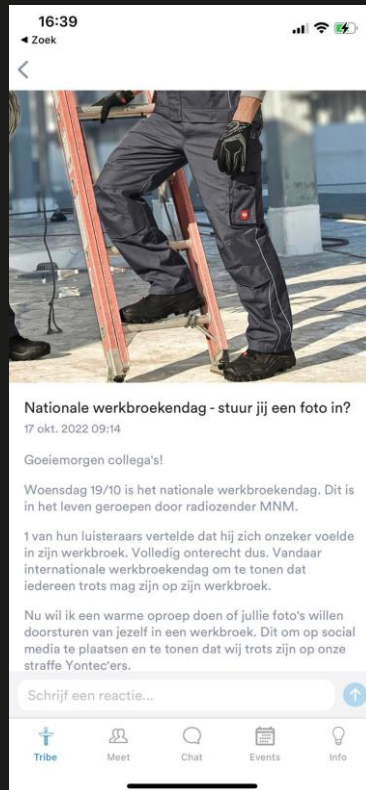 16:39
◀ Zoek
Nationale werkbroekendag - stuur jij een foto in?
17 okt. 2022 09:14
Goeiemorgen collega's!
Woensdag 19/10 is het nationale werkbroekendag. Dit is
in het leven geroepen door radiozender MNM.
1 van hun luisteraars vertelde dat hij zich onzeker voelde
in zijn werkbroek. Volledig onterecht dus. Vandaar
internationale werkbroekendag om te tonen dat
iedereen trots mag zijn op zijn werkbroek.
Nu wil ik een warme oproep doen of jullie foto's willen
doorsturen van jezelf in een werkbroek. Dit om op social
media te plaatsen en te tonen dat wij trots zijn op onze
straffe Yontec'ers.
Schrijf een reactie...
Tribe
Meet
Chat
Events
Info